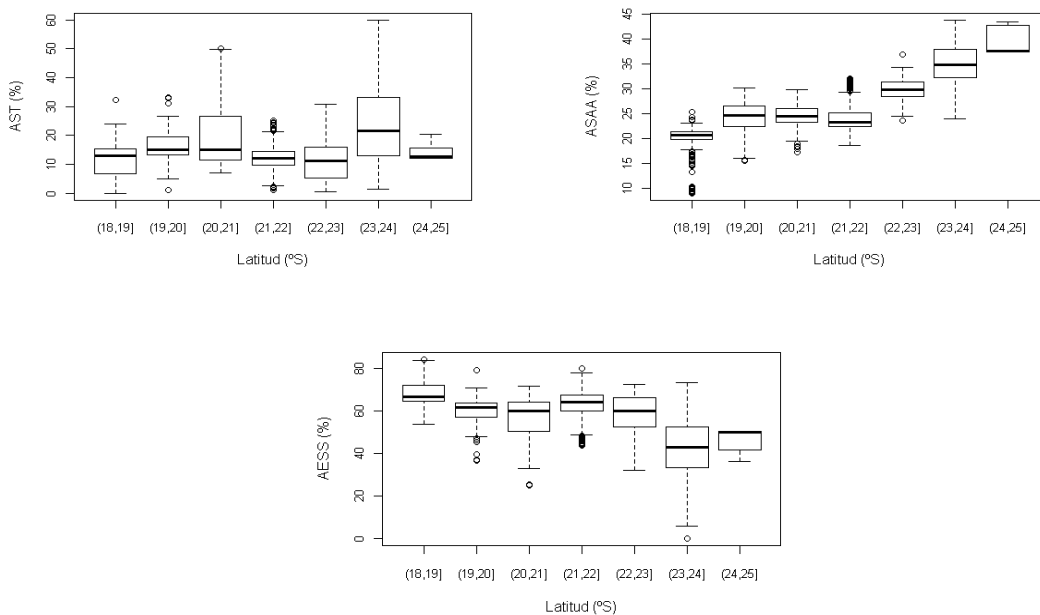 AST (%)
60
50
40
30
20
10
0
(18,19] (19,20] (20,21] (21,22] (22,23] (23,24] (24,25]
Latitud (ºS)
ASAA (%)
45
40
35
30
25
20
15
10
(18,19] (19,20] (20,21] (21,22] (22,23] (23,24] (24,25]
Latitud (ºS)
AESS (%)
80
60
40
20
0
(18,19] (19,20] (20,21] (21,22] (22,23] (23,24] (24,25]
Latitud (ºS)